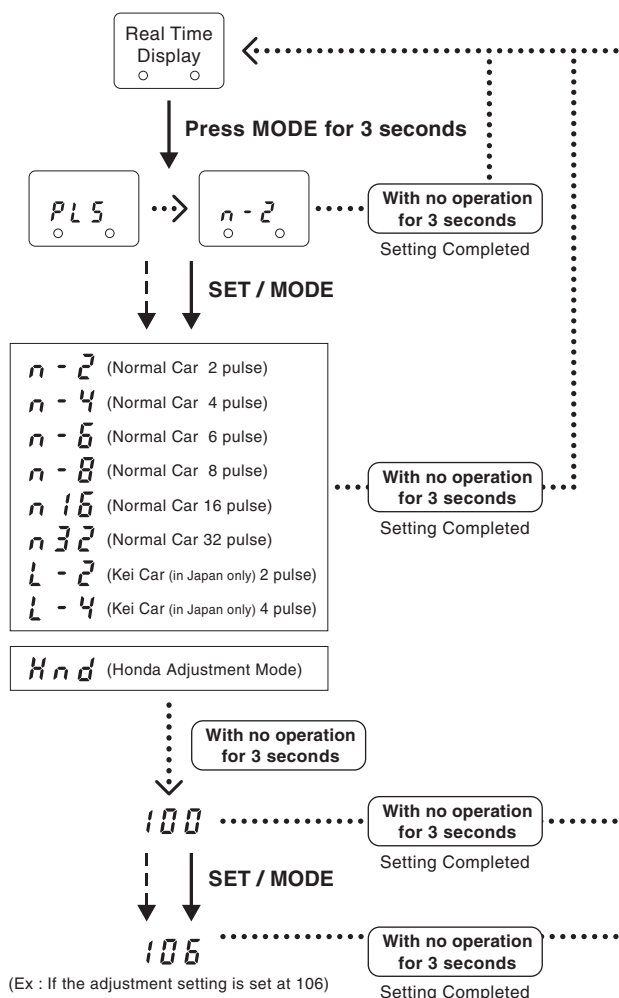 Real Time
Display
Press MODE for 3 seconds
PLS
n-2
With no operation
for 3 seconds
Setting Completed
SET / MODE
n-2 (Normal Car 2 pulse)
n-4 (Normal Car 4 pulse)
n-6 (Normal Car 6 pulse)
n-8 (Normal Car 8 pulse)
n16 (Normal Car 16 pulse)
n32 (Normal Car 32 pulse)
L-2 (Kei Car (in Japan only) 2 pulse)
L-4 (Kei Car (in Japan only) 4 pulse)
With no operation
for 3 seconds
Setting Completed
Hnd (Honda Adjustment Mode)
With no operation
for 3 seconds
100
With no operation
for 3 seconds
Setting Completed
SET / MODE
106
With no operation
for 3 seconds
Setting Completed
(Ex : If the adjustment setting is set at 106)